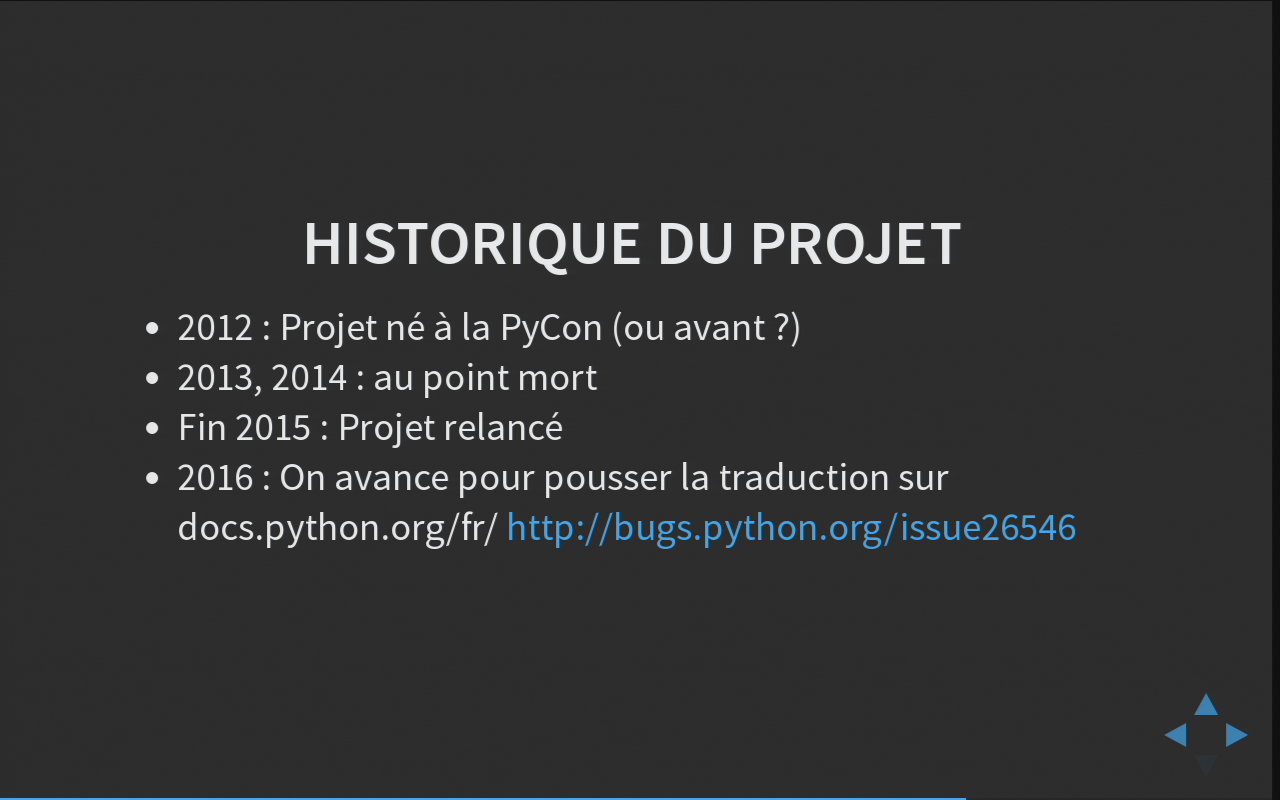 HISTORIQUE DU PROJET
• 2012 : Projet né à la PyCon (ou avant ?)
• 2013, 2014 : au point mort
• Fin 2015 : Projet relancé
• 2016 : On avance pour pousser la traduction sur
docs.python.org/fr/ http://bugs.python.org/issue26546